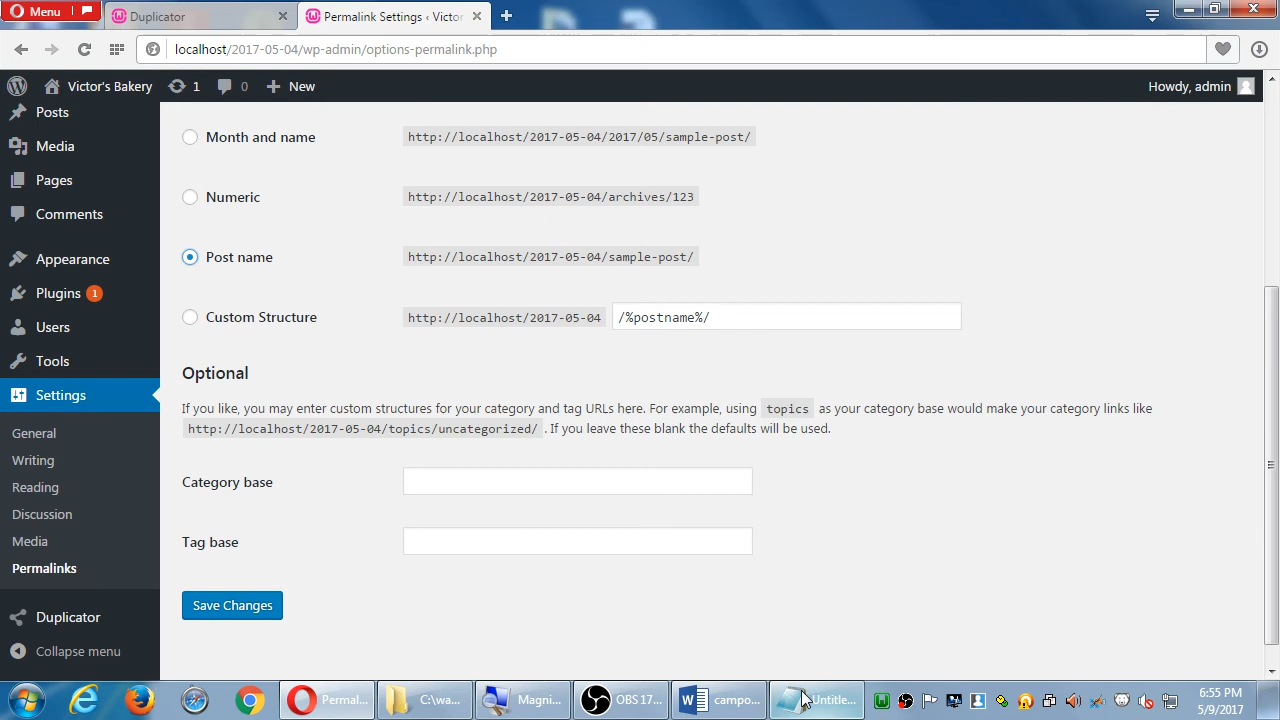 Menu
Duplicator
Permalink Settings ‹ Victor
localhost/2017-05-04/wp-admin/options-permalink.php
Victor's Bakery
1
0
New
Howdy, admin
Posts
Media
Pages
Comments
Appearance
Plugins 1
Users
Tools
Settings
General
Writing
Reading
Discussion
Media
Permalinks
Duplicator
Collapse menu
Month and name
http://localhost/2017-05-04/2017/05/sample-post/
Numeric
http://localhost/2017-05-04/archives/123
Post name
http://localhost/2017-05-04/sample-post/
Custom Structure
http://localhost/2017-05-04
/%postname%/
Optional
If you like, you may enter custom structures for your category and tag URLs here. For example, using topics as your category base would make your category links like
http://localhost/2017-05-04/topics/uncategorized/ . If you leave these blank the defaults will be used.
Category base
Tag base
Save Changes
Permal...
C:\wa...
Magni...
OBS 17...
campo...
Untitle...
6:55 PM
5/9/2017